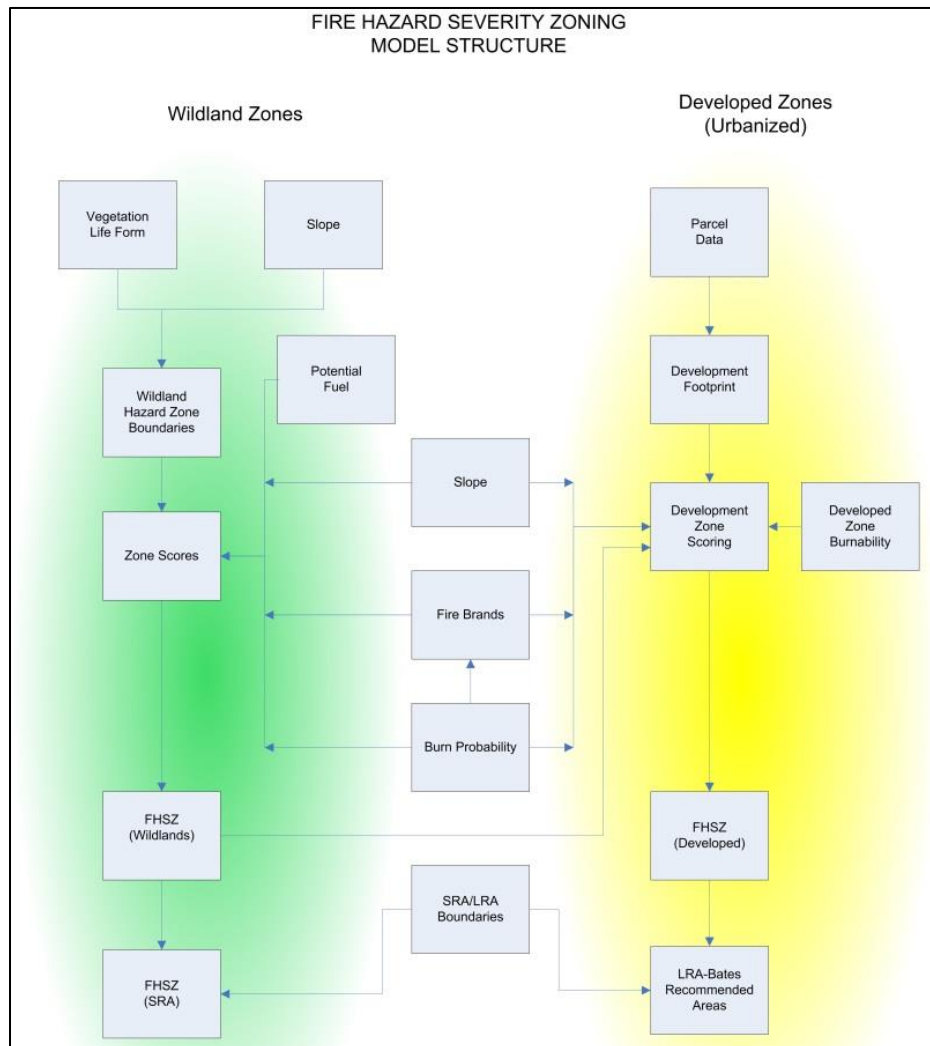 FIRE HAZARD SEVERITY ZONING
MODEL STRUCTURE
Wildland Zones
Developed Zones
(Urbanized)
Vegetation
Life Form
Slope
Parcel
Data
Wildland
Hazard Zone
Boundaries
Potential
Fuel
Development
Footprint
Slope
Zone Scores
Development
Zone
Scoring
Developed
Zone
Burnability
Fire Brands
Burn Probability
FHSZ
(Wildlands)
FHSZ
(Developed)
SRA/LRA
Boundaries
FHSZ
(SRA)
LRA-Bates
Recommended
Areas